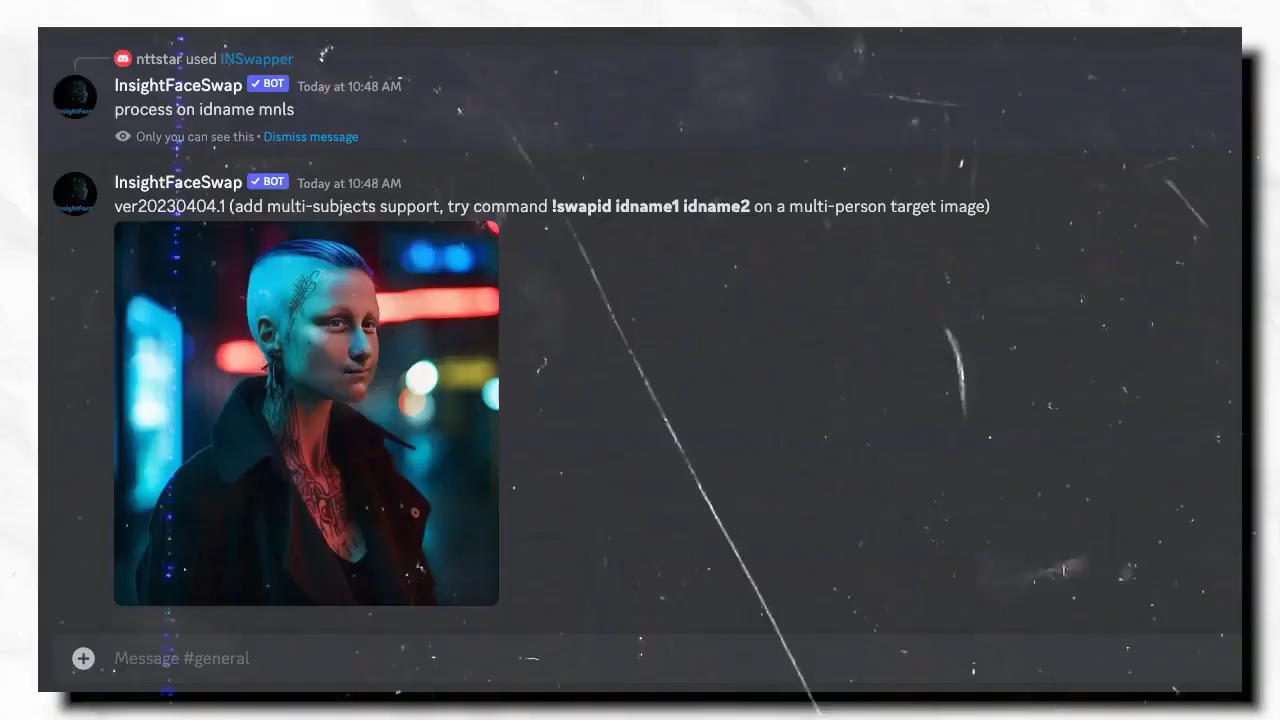 nttstar used INSwapper
InsightFaceSwap ✓ BOT Today at 10:48 AM
process on idname mnls
Only you can see this • Dismiss message
InsightFaceSwap ✓ BOT Today at 10:48 AM
ver20230404.1 (add multi-subjects support, try command !swapid idname1 idname2 on a multi-person target image)
Message #general